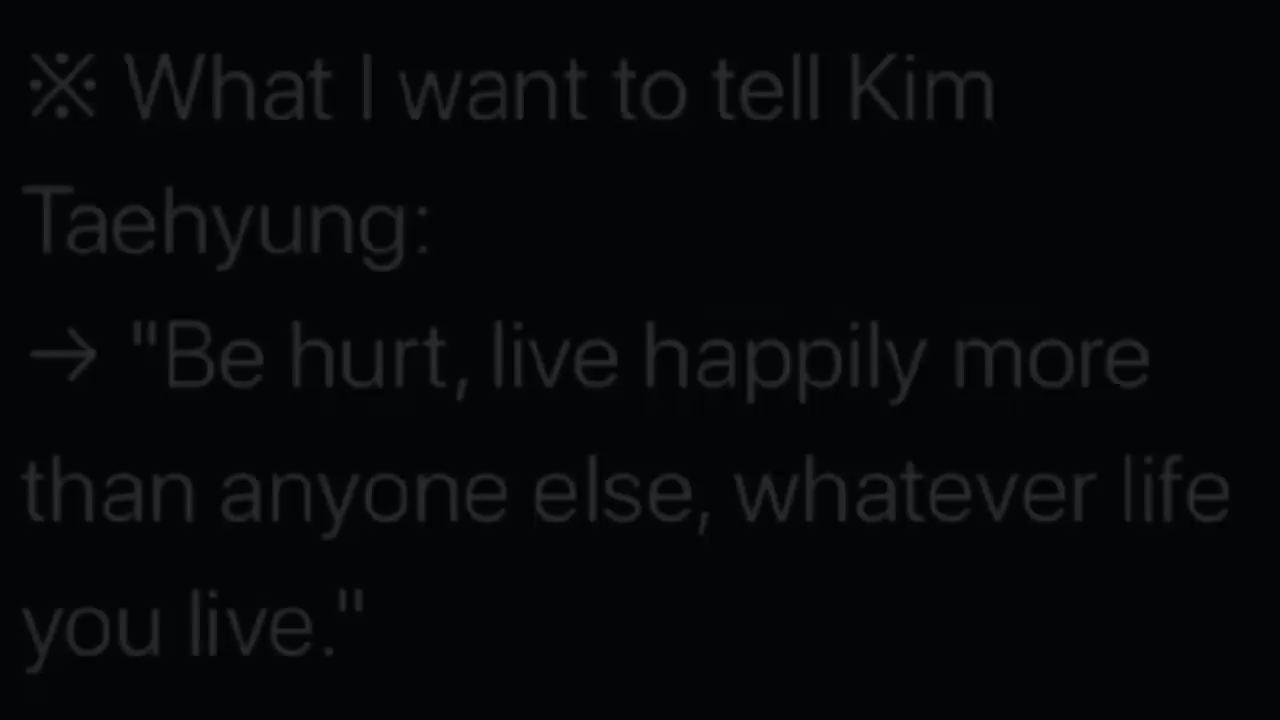 ※ What I want to tell Kim
Taehyung:
→ "Be hurt, live happily more
than anyone else, whatever life
you live."